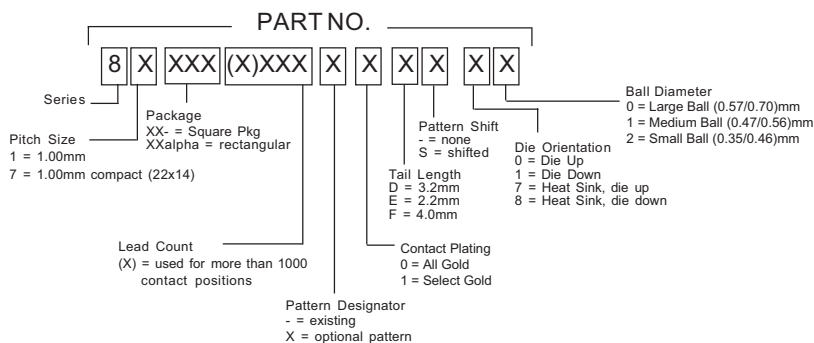 PART NO.
8 X XXX (X)XXX X X X X X X
Series
Pitch Size
1 = 1.00mm
7 = 1.00mm compact (22x14)
Package
XX- = Square Pkg
XXalpha = rectangular
Lead Count
(X) = used for more than 1000
contact positions
Pattern Designator
- = existing
X = optional pattern
Contact Plating
0 = All Gold
1 = Select Gold
Tail Length
D = 3.2mm
E = 2.2mm
F = 4.0mm
Pattern Shift
- = none
S = shifted
Die Orientation
0 = Die Up
1 = Die Down
7 = Heat Sink, die up
8 = Heat Sink, die down
Ball Diameter
0 = Large Ball (0.57/0.70)mm
1 = Medium Ball (0.47/0.56)mm
2 = Small Ball (0.35/0.46)mm